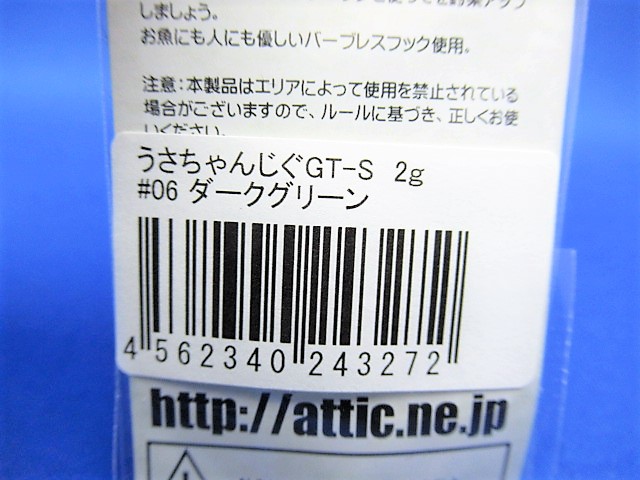 しましょう。
お魚にも人にも優しいバーブレスフック使用。
注意：本製品はエリアによって使用を禁止されている
場合がございますので、ルールに基づき、正しくお使
いください。
うさちゃんじぐGT-S 2g
#06 ダークグリーン
4 562340 243272
http://attic.ne.jp